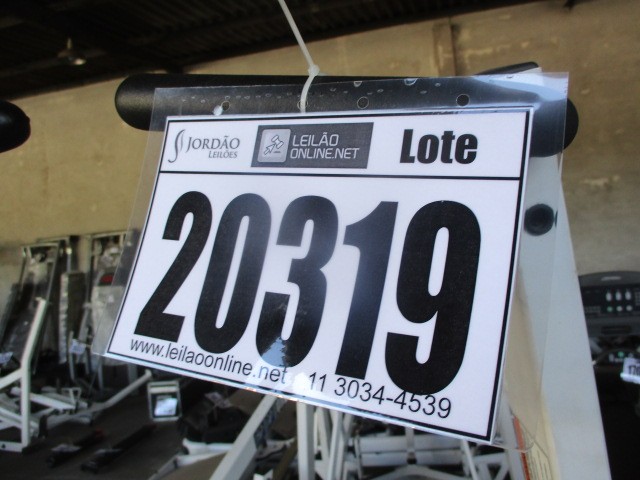 JORDÃO LEILÕES LEILÃO ONLINE.NET Lote
20319
www.leilaoonline.net 11 3034-4539